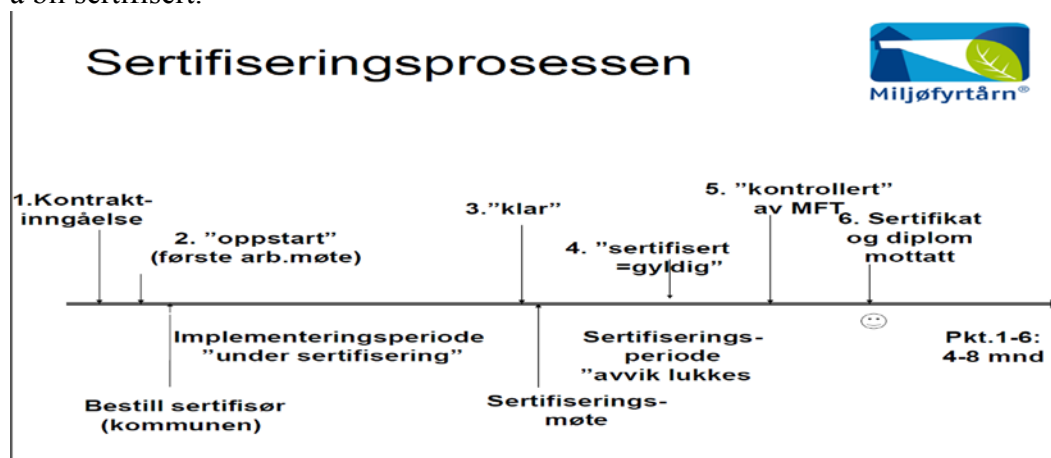 å bli sertifisert.
Sertifiseringsprosessen
Miljøfyrtårn®
1.Kontrakt-
inngåelse
2. "oppstart"
(første arb.møte)
3."klar"
4. "sertifisert
=gyldig"
5. "kontrollert"
av MFT
6. Sertifikat
og diplom
mottatt
Implementeringsperiode
"under sertifisering"
Sertifiserings-
periode
"avvik lukkes
Pkt.1-6:
4-8 mnd
Bestill sertifisør
(kommunen)
Sertifiserings-
møte